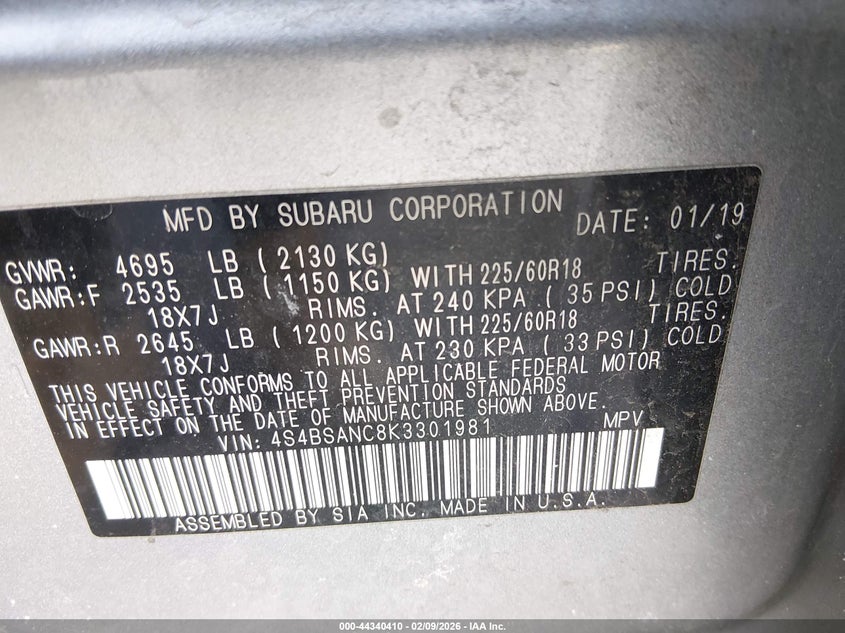 MFD BY SUBARU CORPORATION DATE: 01/19
GVWR: 4695 LB ( 2130 KG)
GAWR:F 2535 LB ( 1150 KG) WITH 225/60R18 TIRES.
18X7J RIMS. AT 240 KPA ( 35 PSI) COLD
GAWR:R 2645 LB ( 1200 KG) WITH 225/60R18 TIRES.
18X7J RIMS. AT 230 KPA ( 33 PSI) COLD
THIS VEHICLE CONFORMS TO ALL APPLICABLE FEDERAL MOTOR
VEHICLE SAFETY AND THEFT PREVENTION STANDARDS
IN EFFECT ON THE DATE OF MANUFACTURE SHOWN ABOVE.
VIN: 4S4BSANC8K3301981 MPV
ASSEMBLED BY SIA INC. MADE IN U.S.A.
000-44340410 - 02/09/2026 - IAA Inc.